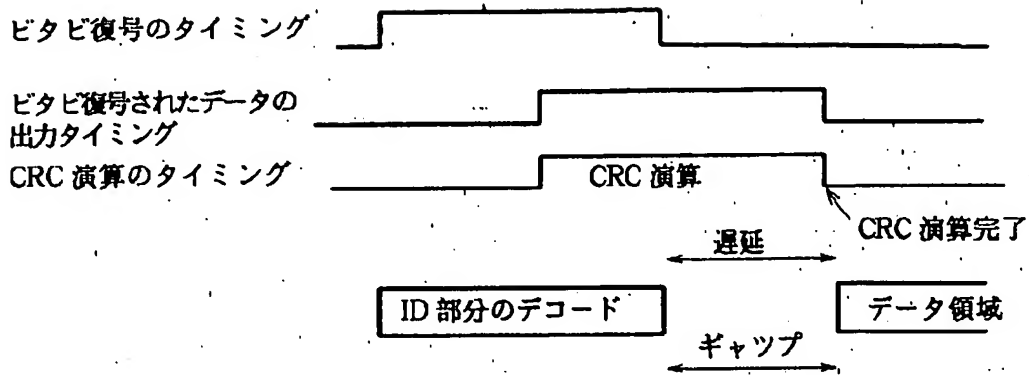 ビタビ復号のタイミング
ビタビ復号されたデータの
出力タイミング
CRC 演算のタイミング
CRC 演算
CRC 演算完了
遅延
ID 部分のデコード
データ領域
ギャツプ